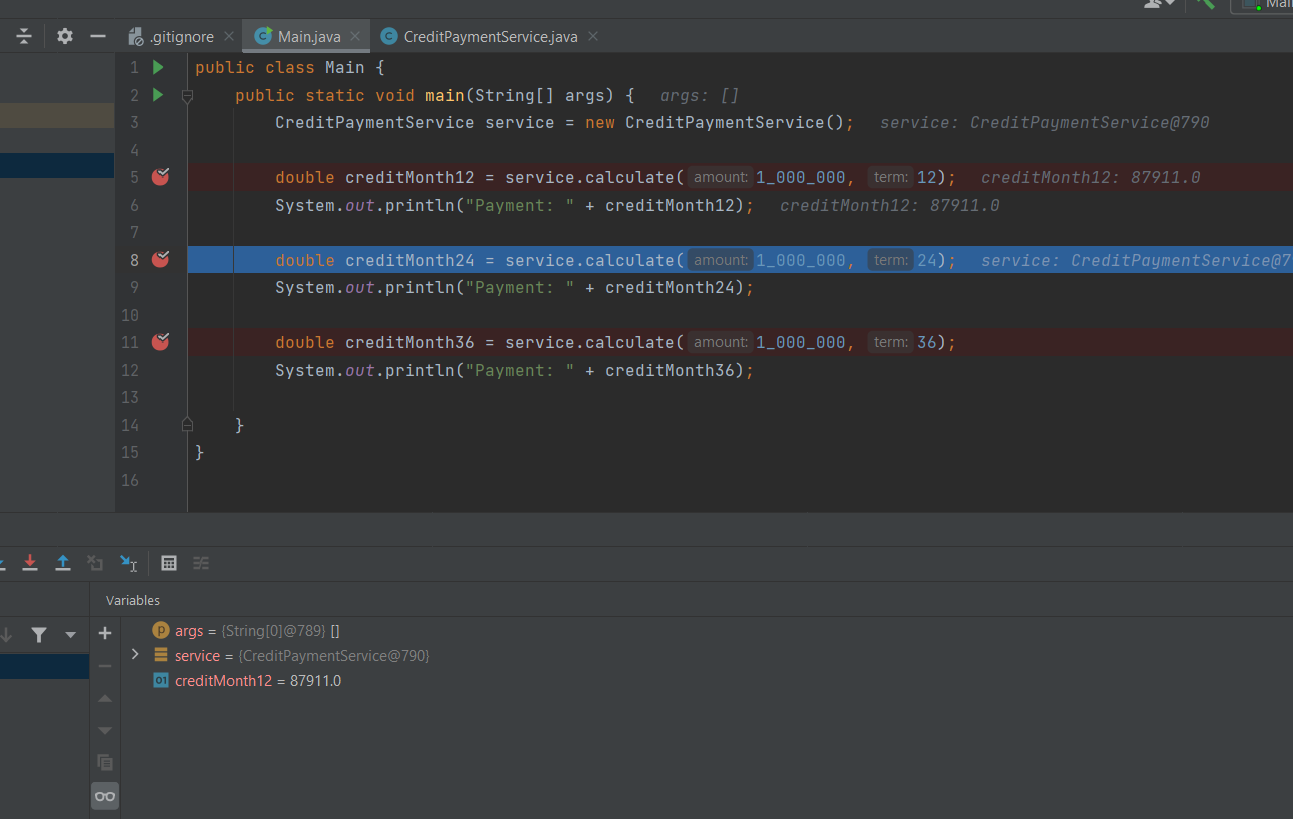 Mai
.gitignore Main.java CreditPaymentService.java
1 public class Main {
2 public static void main(String[] args) { args: []
3 CreditPaymentService service = new CreditPaymentService(); service: CreditPaymentService@790
4
5 double creditMonth12 = service.calculate( amount: 1_000_000, term: 12); creditMonth12: 87911.0
6 System.out.println("Payment: " + creditMonth12); creditMonth12: 87911.0
7
8 double creditMonth24 = service.calculate( amount: 1_000_000, term: 24); service: CreditPaymentService@7
9 System.out.println("Payment: " + creditMonth24);
10
11 double creditMonth36 = service.calculate( amount: 1_000_000, term: 36);
12 System.out.println("Payment: " + creditMonth36);
13
14 }
15 }
16
Variables
args = {String[0]@789} []
service = {CreditPaymentService@790}
creditMonth12 = 87911.0